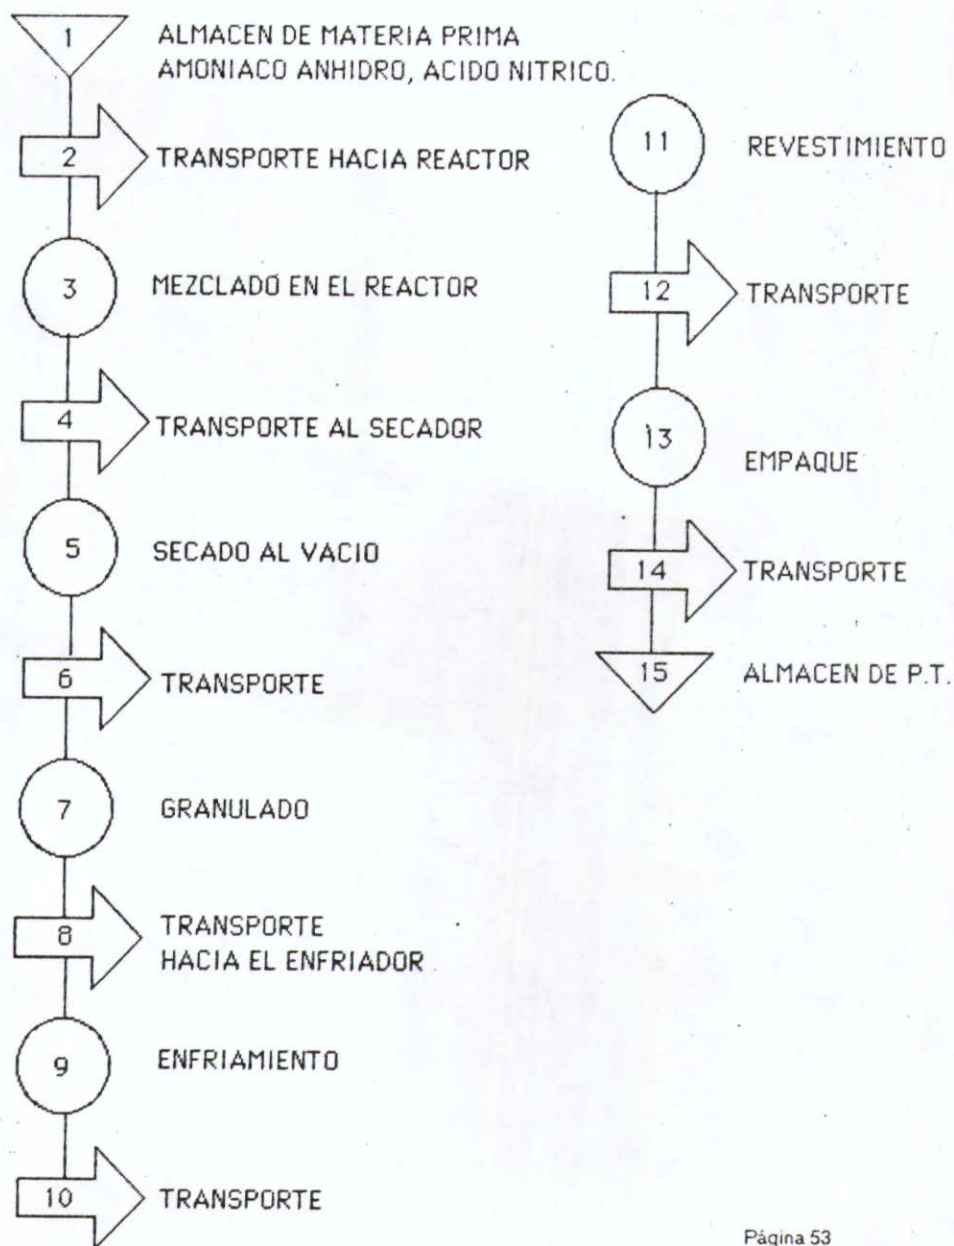 1
ALMACEN DE MATERIA PRIMA
AMONIACO ANHIDRO, ACIDO NITRICO.
2
TRANSPORTE HACIA REACTOR
3
MEZCLADO EN EL REACTOR
4
TRANSPORTE AL SECADOR
5
SECADO AL VACIO
6
TRANSPORTE
7
GRANULADO
8
TRANSPORTE
HACIA EL ENFRIADOR
9
ENFRIAMIENTO
10
TRANSPORTE
11
REVESTIMIENTO
12
TRANSPORTE
13
EMPAQUE
14
TRANSPORTE
15
ALMACEN DE P.T.
Página 53